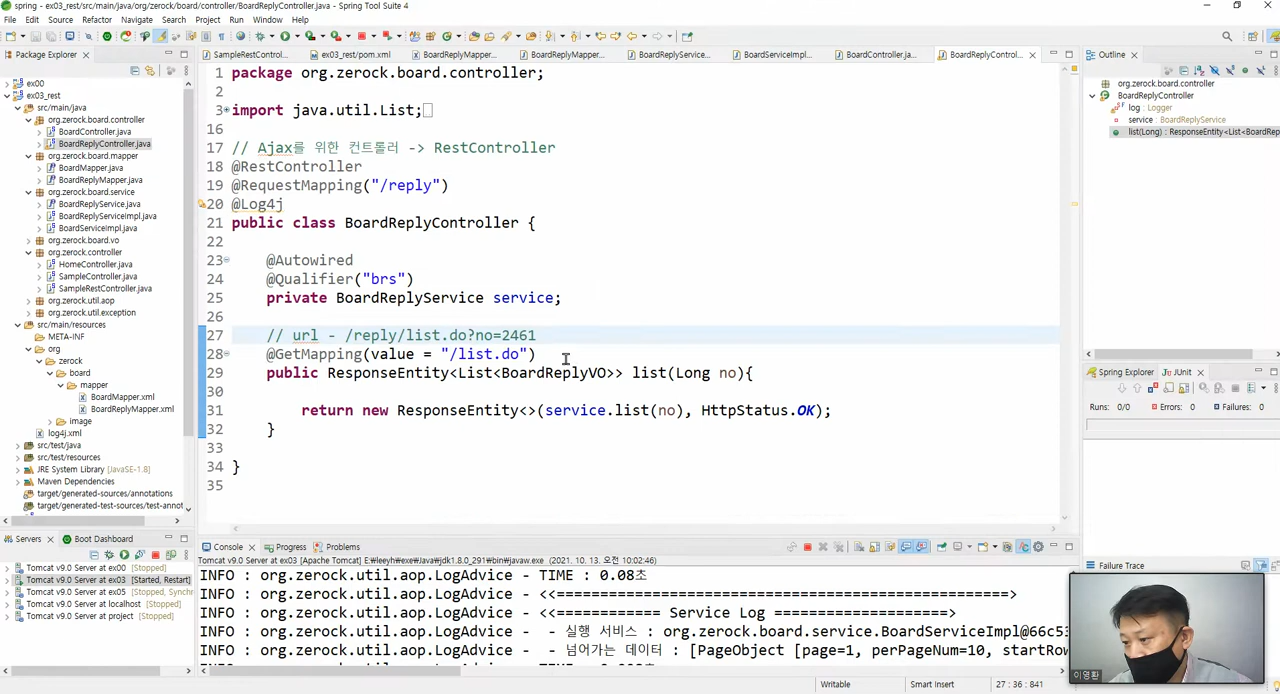 spring - ex03_rest/src/main/java/org/zerock/board/controller/BoardReplyController.java - Spring Tool Suite 4
File Edit Source Refactor Navigate Search Project Run Window Help
Package Explorer
SampleRestControl...
ex03_rest/pom.xml
BoardReplyMapper...
BoardReplyMapper...
BoardReplyService...
BoardServiceImpl...
BoardController.ja...
BoardReplyControl...
Outline
ex00
ex03_rest
src/main/java
org.zerock.board.controller
BoardController.java
BoardReplyController.java
org.zerock.board.mapper
BoardMapper.java
BoardReplyMapper.java
org.zerock.board.service
BoardReplyService.java
BoardReplyServiceImpl.java
BoardServiceImpl.java
org.zerock.board.vo
org.zerock.controller
HomeController.java
SampleController.java
SampleRestController.java
org.zerock.util.aop
org.zerock.util.exception
src/main/resources
META-INF
org
zerock
board
mapper
BoardMapper.xml
BoardReplyMapper.xml
image
log4j.xml
src/test/java
src/test/resources
JRE System Library [JavaSE-1.8]
Maven Dependencies
target/generated-sources/annotations
target/generated-test-sources/test-annot
1 package org.zerock.board.controller;
2
3 import java.util.List;
16
17 // Ajax를 위한 컨트롤러 -> RestController
18 @RestController
19 @RequestMapping("/reply")
20 @Log4j
21 public class BoardReplyController {
22
23 @Autowired
24 @Qualifier("brs")
25 private BoardReplyService service;
26
27 // url - /reply/list.do?no=2461
28 @GetMapping(value = "/list.do")
29 public ResponseEntity<List<BoardReplyVO>> list(Long no){
30
31 return new ResponseEntity<>(service.list(no), HttpStatus.OK);
32 }
33
34 }
35
org.zerock.board.controller
BoardReplyController
log : Logger
service : BoardReplyService
list(Long) : ResponseEntity<List<BoardRep
Spring Explorer JUnit
Runs: 0/0 Errors: 0 Failures: 0
Failure Trace
Servers Boot Dashboard
Tomcat v9.0 Server at ex00 [Stopped]
Tomcat v9.0 Server at ex03 [Started, Restart]
Tomcat v9.0 Server at ex05 [Stopped, Synchr
Tomcat v9.0 Server at localhost [Stopped]
Tomcat v9.0 Server at project [Stopped]
Console Progress Problems
Tomcat v9.0 Server at ex03 [Apache Tomcat] E:₩leeyh₩exe₩Java₩jdk1.8.0_291₩bin₩javaw.exe (2021. 10. 13. 오전 10:02:46)
INFO : org.zerock.util.aop.LogAdvice - TIME : 0.08초
INFO : org.zerock.util.aop.LogAdvice - <<===================================================>
INFO : org.zerock.util.aop.LogAdvice - <<=========== Service Log ====================>
INFO : org.zerock.util.aop.LogAdvice - - 실행 서비스 : org.zerock.board.service.BoardServiceImpl@66c53
INFO : org.zerock.util.aop.LogAdvice - - 넘어가는 데이터 : [PageObject [page=1, perPageNum=10, startRow
이영환
Writable Smart Insert 27 : 36 : 841